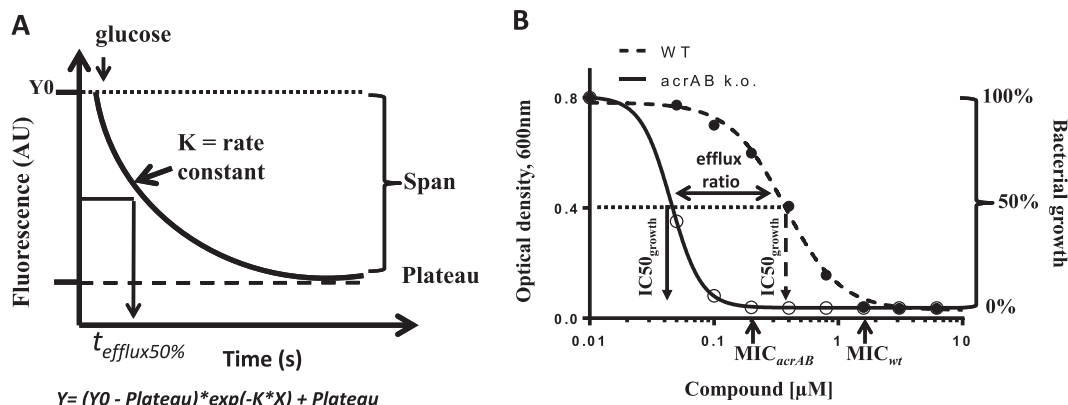 A
glucose
Y0
Fluorescence (AU)
K = rate
constant
Span
Plateau
t efflux50%
Time (s)
Y= (Y0 - Plateau)*exp(-K*X) + Plateau
B
WT
acrAB k.o.
Optical density, 600nm
0.8
0.4
0.0
efflux
ratio
IC50growth
IC50growth
100%
50%
0%
Bacterial growth
0.01
0.1
1
10
MICacrAB
MICwt
Compound [µM]